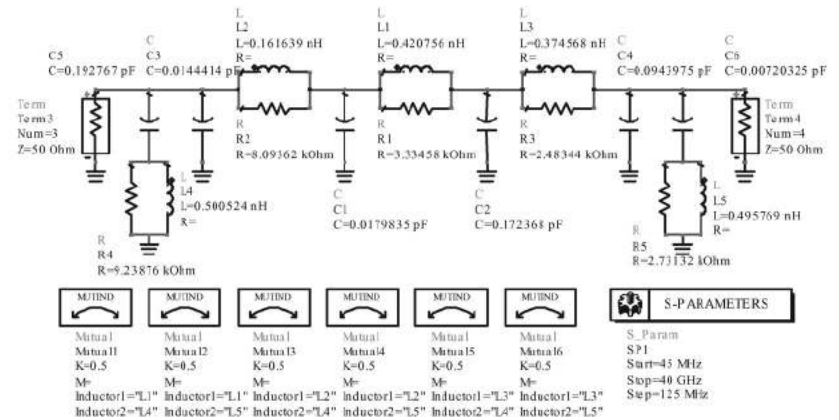 L
L2
L=0.161639 nH
R=
L
L1
L=0.420756 nH
R=
L
L3
L=0.374568 nH
R=
C5
C=0.192767 pF
C
C3
C=0.0144414 pF
C
C4
C=0.0943975 pF
C
C6
C=0.00720325 pF
Term
Term3
Num=3
Z=50 Ohm
R
R2
R=8.09362 kOhm
R
R1
R=3.33458 kOhm
R
R3
R=2.48344 kOhm
Term
Term4
Num=4
Z=50 Ohm
L
L4
L=0.500524 nH
R=
C
C1
C=0.0179835 pF
C
C2
C=0.172368 pF
L
L5
L=0.495769 nH
R=
R
R4
R=9.23876 kOhm
R
R5
R=2.73132 kOhm
MUTIND
Mutual
Mutual1
K=0.5
M=
Inductor1="L1"
Inductor2="L4"
MUTIND
Mutual
Mutual2
K=0.5
M=
Inductor1="L1"
Inductor2="L5"
MUTIND
Mutual
Mutual3
K=0.5
M=
Inductor1="L2"
Inductor2="L4"
MUTIND
Mutual
Mutual4
K=0.5
M=
Inductor1="L2"
Inductor2="L5"
MUTIND
Mutual
Mutual5
K=0.5
M=
Inductor1="L3"
Inductor2="L4"
MUTIND
Mutual
Mutual6
K=0.5
M=
Inductor1="L3"
Inductor2="L5"
S-PARAMETERS
S_Param
SP1
Start=45 MHz
Stop=40 GHz
Step=125 MHz